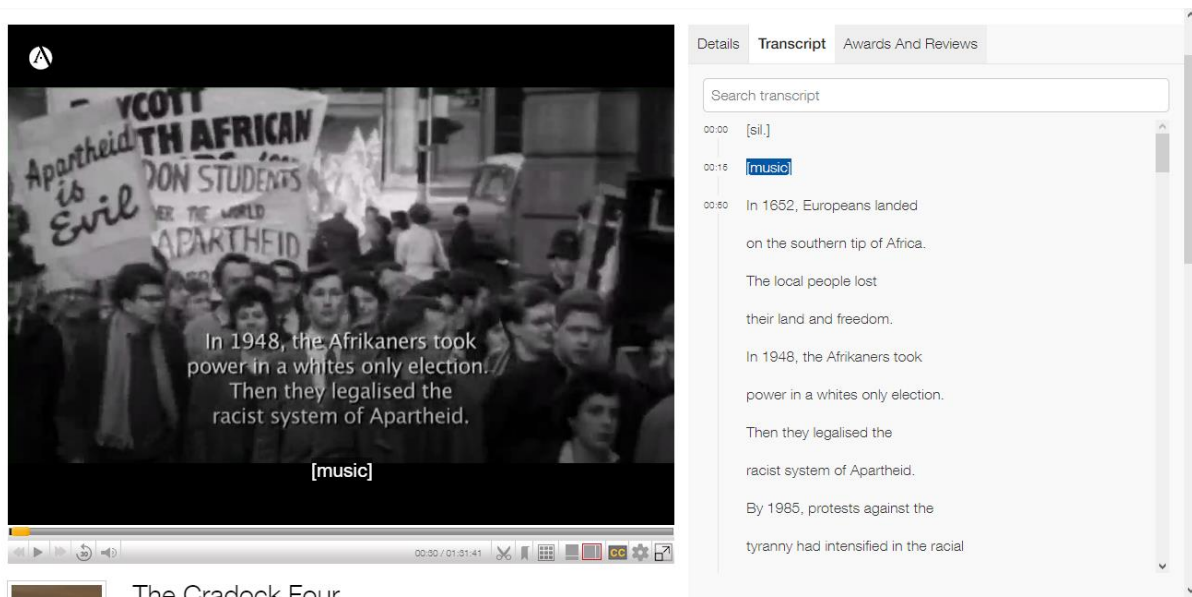 YCOTT
TH AFRICAN
Apartheid
is
Evil
DON STUDENTS
THE WORLD
APARTHEID
In 1948, the Afrikaners took
power in a whites only election.
Then they legalised the
racist system of Apartheid.
[music]
00:30 / 01:31:41
CC
The Cradock Four
Details Transcript Awards And Reviews
Search transcript
00:00 [sil.]
00:16 [music]
00:50 In 1652, Europeans landed
on the southern tip of Africa.
The local people lost
their land and freedom.
In 1948, the Afrikaners took
power in a whites only election.
Then they legalised the
racist system of Apartheid.
By 1985, protests against the
tyranny had intensified in the racial